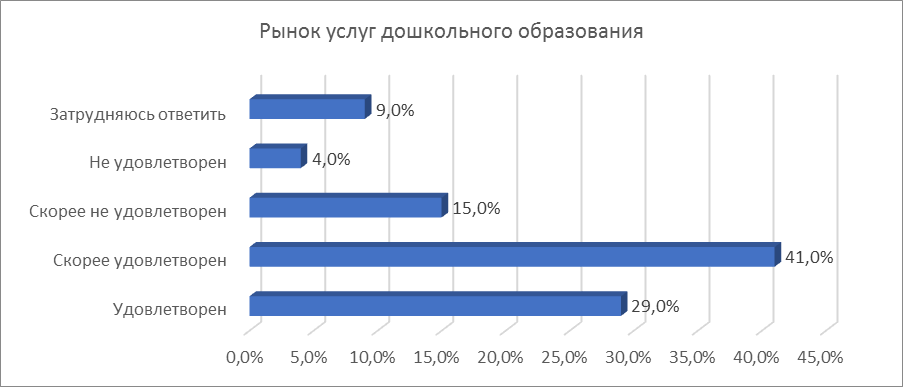 Рынок услуг дошкольного образования
Затрудняюсь ответить
9,0%
Не удовлетворен
4,0%
Скорее не удовлетворен
15,0%
Скорее удовлетворен
41,0%
Удовлетворен
29,0%
0,0% 5,0% 10,0% 15,0% 20,0% 25,0% 30,0% 35,0% 40,0% 45,0%